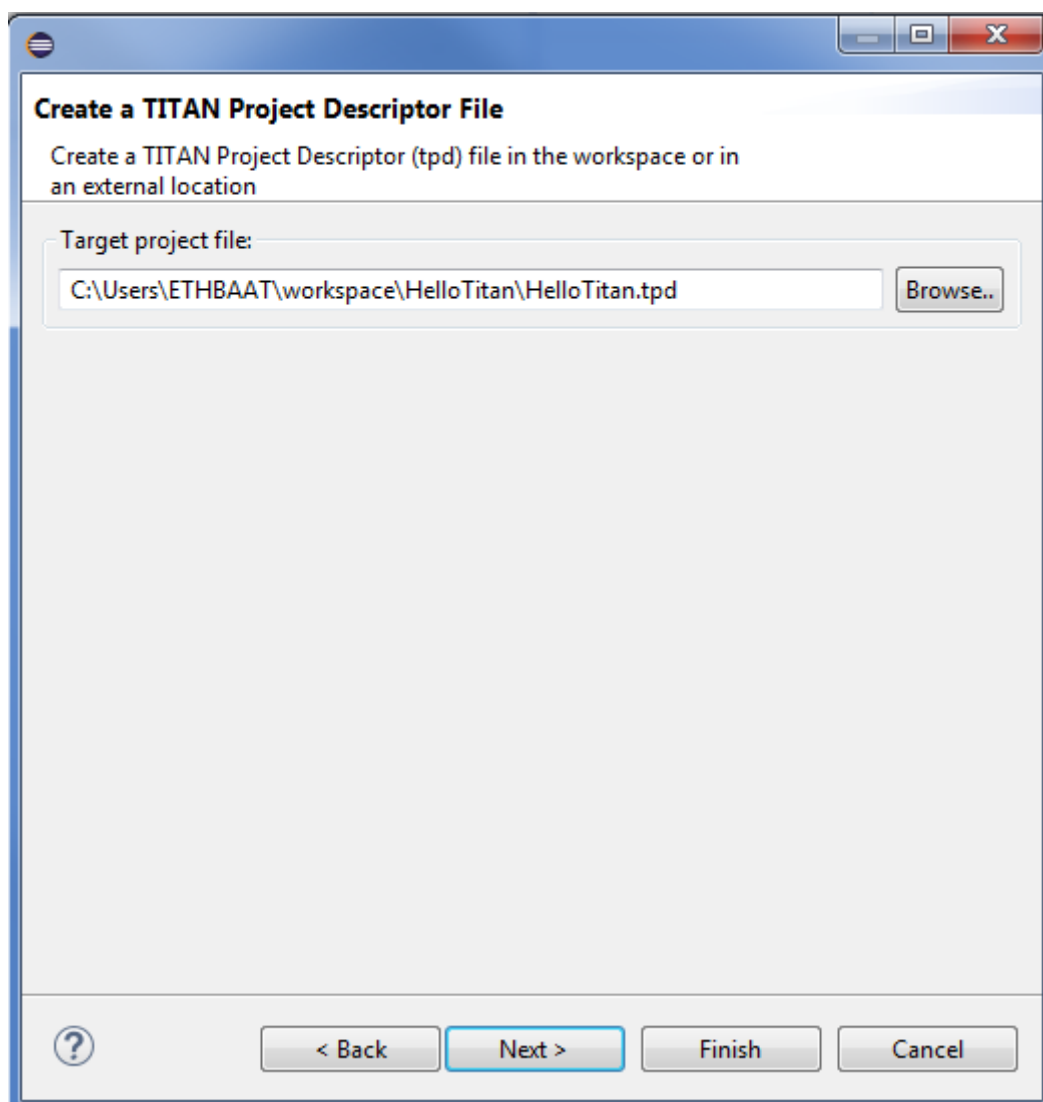 Create a TITAN Project Descriptor File
Create a TITAN Project Descriptor (tpd) file in the workspace or in
an external location
Target project file:
C:\Users\ETHBAAT\workspace\HelloTitan\HelloTitan.tpd
Browse..
?
< Back
Next >
Finish
Cancel